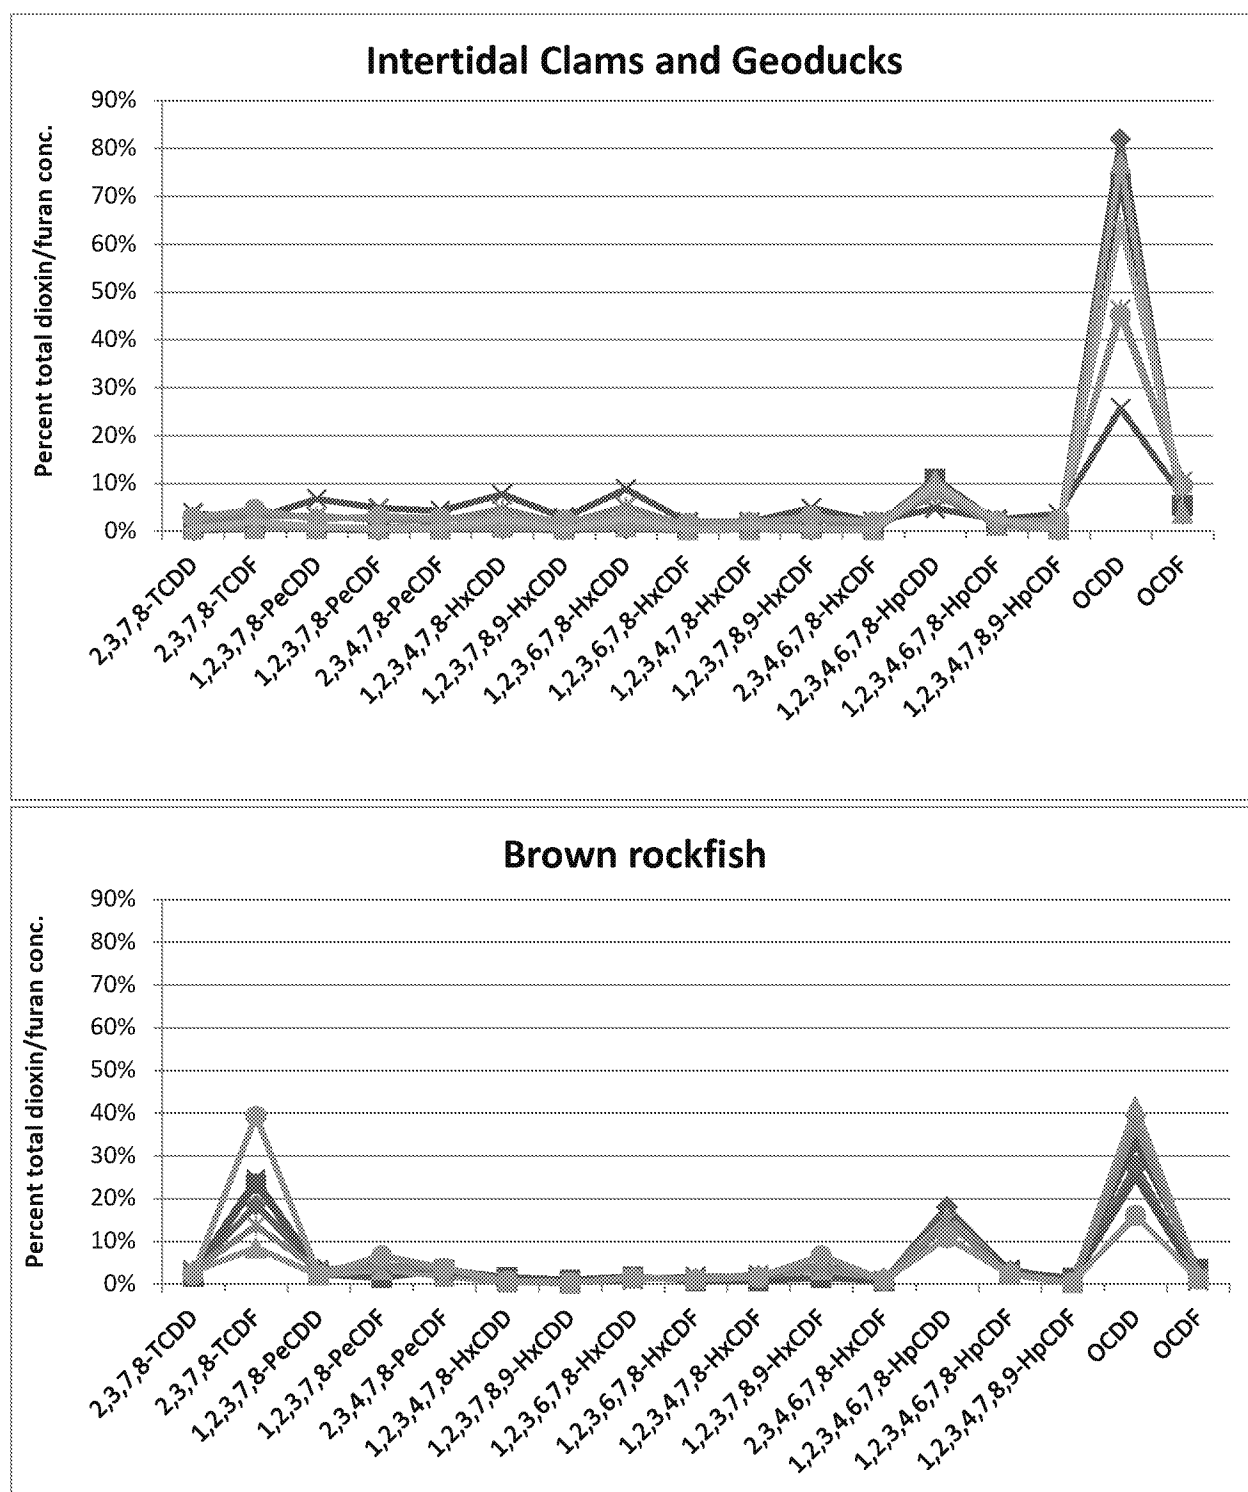 Intertidal Clams and Geoducks
Percent total dioxin/furan conc.
90%
80%
70%
60%
50%
40%
30%
20%
10%
0%
2,3,7,8-TCDD
2,3,7,8-TCDF
1,2,3,7,8-PeCDD
1,2,3,7,8-PeCDF
2,3,4,7,8-PeCDF
1,2,3,4,7,8-HxCDD
1,2,3,7,8,9-HxCDD
1,2,3,6,7,8-HxCDD
1,2,3,6,7,8-HxCDF
1,2,3,4,7,8-HxCDF
1,2,3,7,8,9-HxCDF
2,3,4,6,7,8-HxCDF
1,2,3,4,6,7,8-HpCDD
1,2,3,4,6,7,8-HpCDF
1,2,3,4,7,8,9-HpCDF
OCDD
OCDF
Brown rockfish
Percent total dioxin/furan conc.
90%
80%
70%
60%
50%
40%
30%
20%
10%
0%
2,3,7,8-TCDD
2,3,7,8-TCDF
1,2,3,7,8-PeCDD
1,2,3,7,8-PeCDF
2,3,4,7,8-PeCDF
1,2,3,4,7,8-HxCDD
1,2,3,7,8,9-HxCDD
1,2,3,6,7,8-HxCDD
1,2,3,6,7,8-HxCDF
1,2,3,4,7,8-HxCDF
1,2,3,7,8,9-HxCDF
2,3,4,6,7,8-HxCDF
1,2,3,4,6,7,8-HpCDD
1,2,3,4,6,7,8-HpCDF
1,2,3,4,7,8,9-HpCDF
OCDD
OCDF